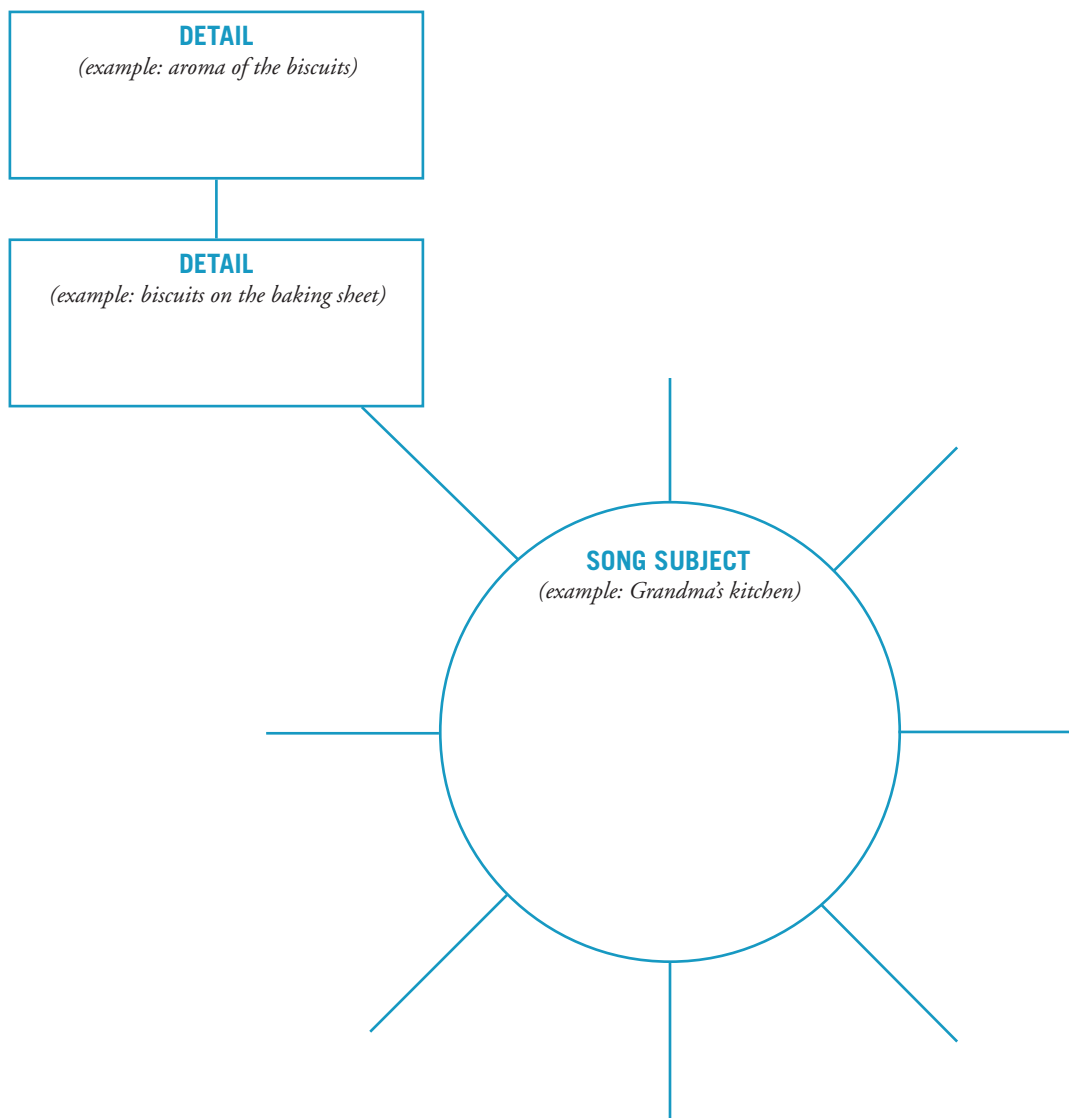 DETAIL
(example: aroma of the biscuits)
DETAIL
(example: biscuits on the baking sheet)
SONG SUBJECT
(example: Grandma’s kitchen)